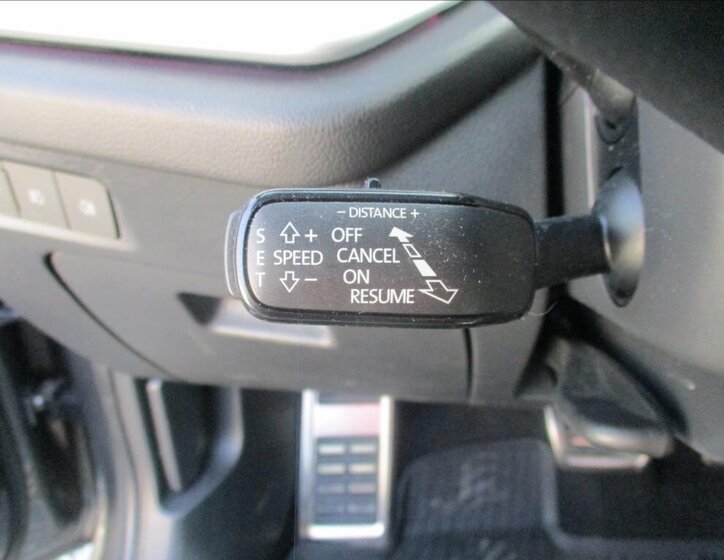 – DISTANCE +
S + OFF
E SPEED CANCEL
T – ON
RESUME